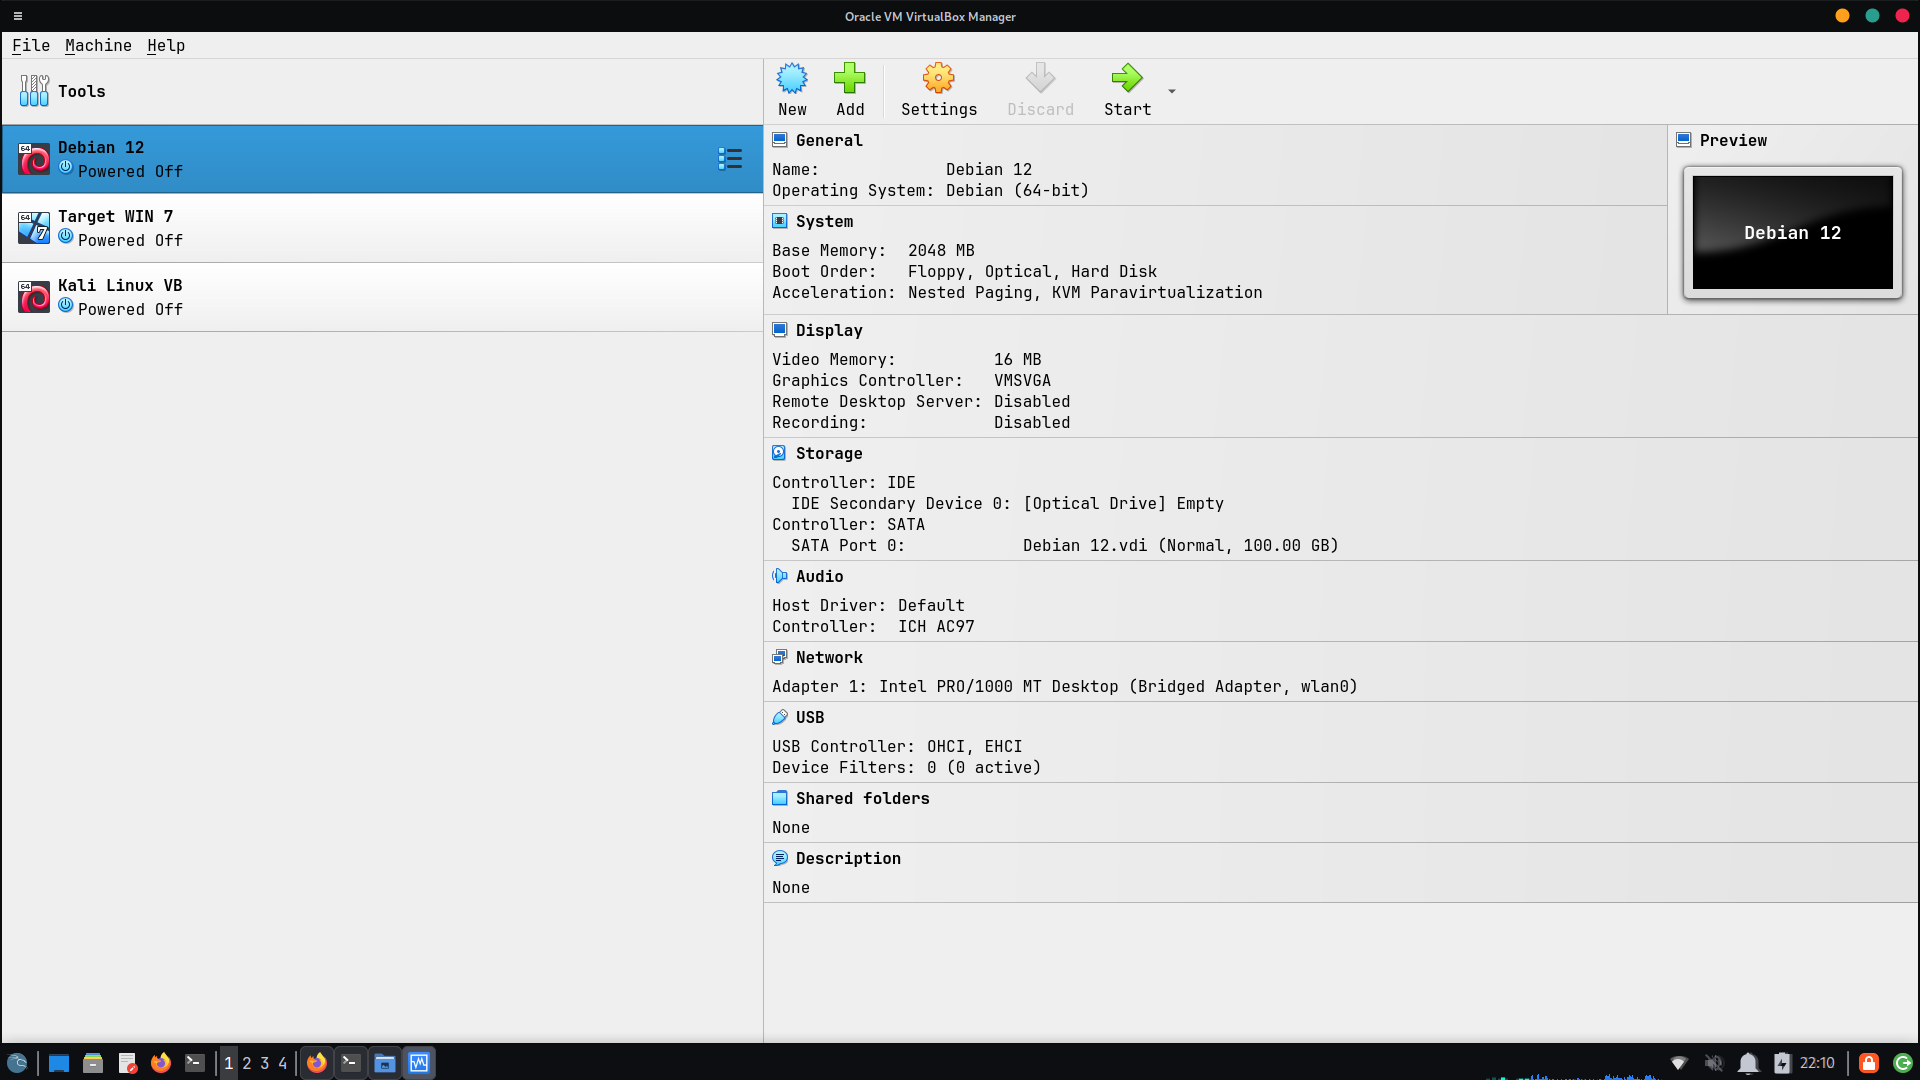 Oracle VM VirtualBox Manager
File Machine Help
Tools
New Add Settings Discard Start
64
Debian 12
Powered Off
64
7
Target WIN 7
Powered Off
64
Kali Linux VB
Powered Off
General
Name: Debian 12
Operating System: Debian (64-bit)
Preview
Debian 12
System
Base Memory: 2048 MB
Boot Order: Floppy, Optical, Hard Disk
Acceleration: Nested Paging, KVM Paravirtualization
Display
Video Memory: 16 MB
Graphics Controller: VMSVGA
Remote Desktop Server: Disabled
Recording: Disabled
Storage
Controller: IDE
IDE Secondary Device 0: [Optical Drive] Empty
Controller: SATA
SATA Port 0: Debian 12.vdi (Normal, 100.00 GB)
Audio
Host Driver: Default
Controller: ICH AC97
Network
Adapter 1: Intel PRO/1000 MT Desktop (Bridged Adapter, wlan0)
USB
USB Controller: OHCI, EHCI
Device Filters: 0 (0 active)
Shared folders
None
Description
None
1 2 3 4
22:10